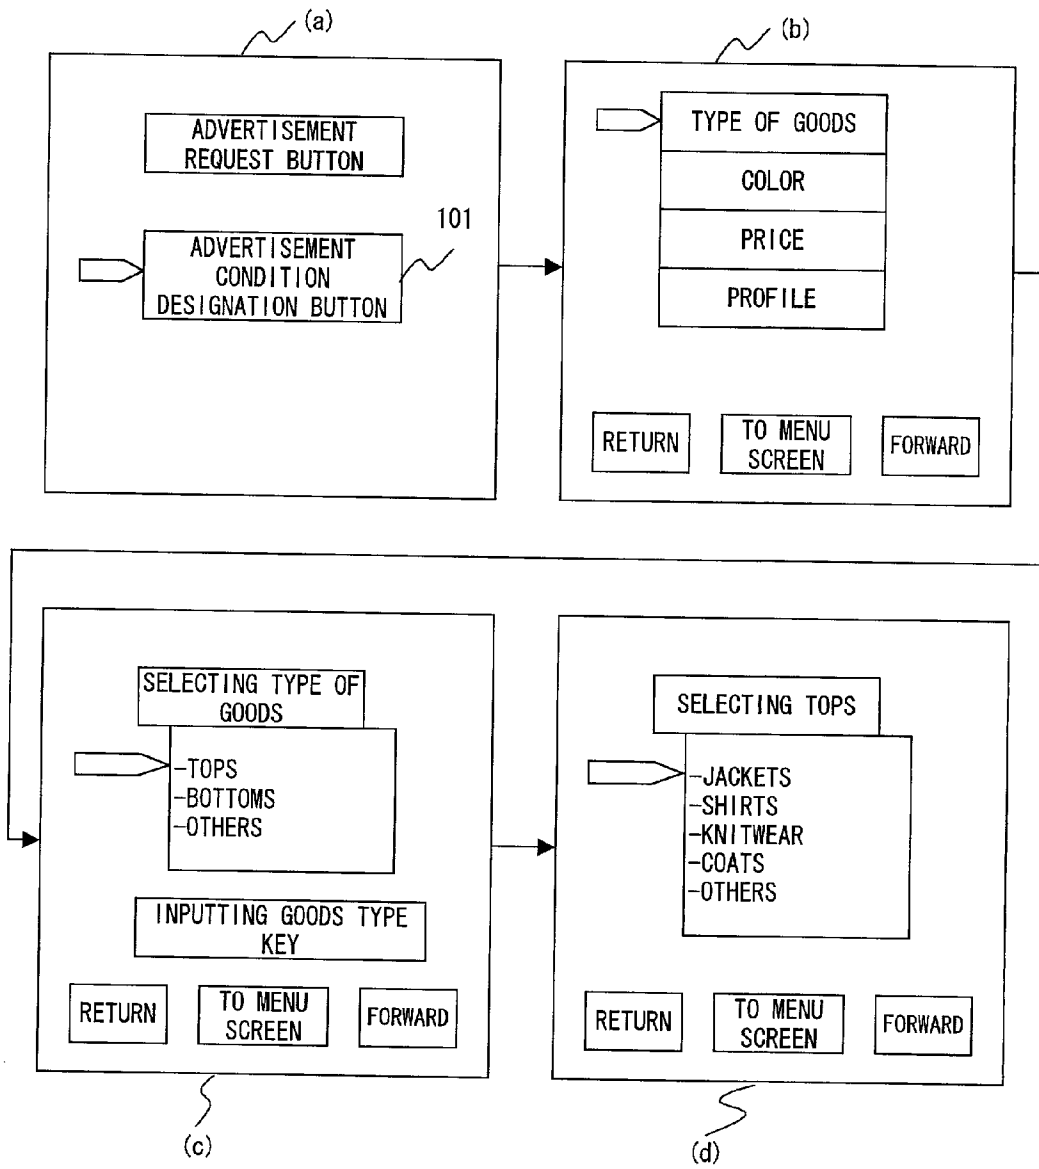 (a)
ADVERTISEMENT
REQUEST BUTTON
101
ADVERTISEMENT
CONDITION
DESIGNATION BUTTON
(b)
TYPE OF GOODS
COLOR
PRICE
PROFILE
RETURN
TO MENU
SCREEN
FORWARD
SELECTING TYPE OF
GOODS
-TOPS
-BOTTOMS
-OTHERS
INPUTTING GOODS TYPE
KEY
RETURN
TO MENU
SCREEN
FORWARD
(c)
SELECTING TOPS
-JACKETS
-SHIRTS
-KNITWEAR
-COATS
-OTHERS
RETURN
TO MENU
SCREEN
FORWARD
(d)